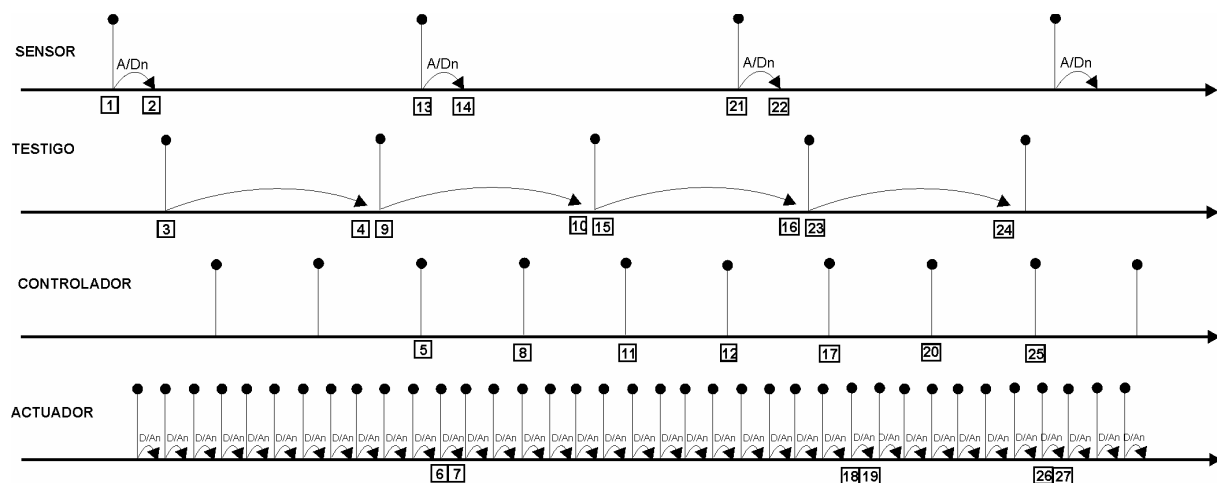 SENSOR
A/Dn A/Dn A/Dn A/Dn
1 2 13 14 21 22
TESTIGO
3 4 9 10 15 16 23 24
CONTROLADOR
5 8 11 12 17 20 25
ACTUADOR
D/An D/An D/An D/An D/An D/An D/An D/An D/An D/An D/An D/An D/An D/An D/An D/An D/An D/An D/An D/An D/An D/An D/An D/An D/An D/An D/An D/An D/An D/An D/An D/An D/An D/An D/An D/An D/An
6 7 18 19 26 27